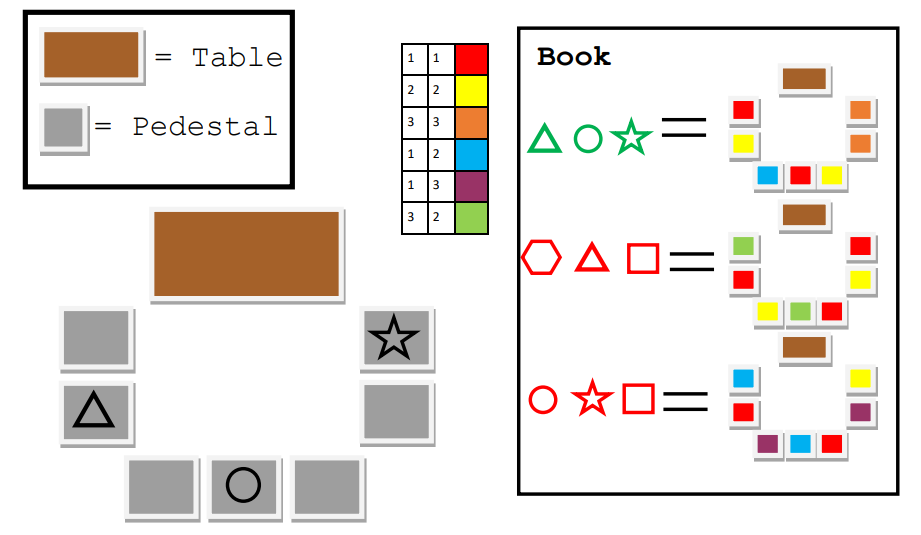 = Table
= Pedestal
1 1
2 2
3 3
1 2
1 3
3 2
Book